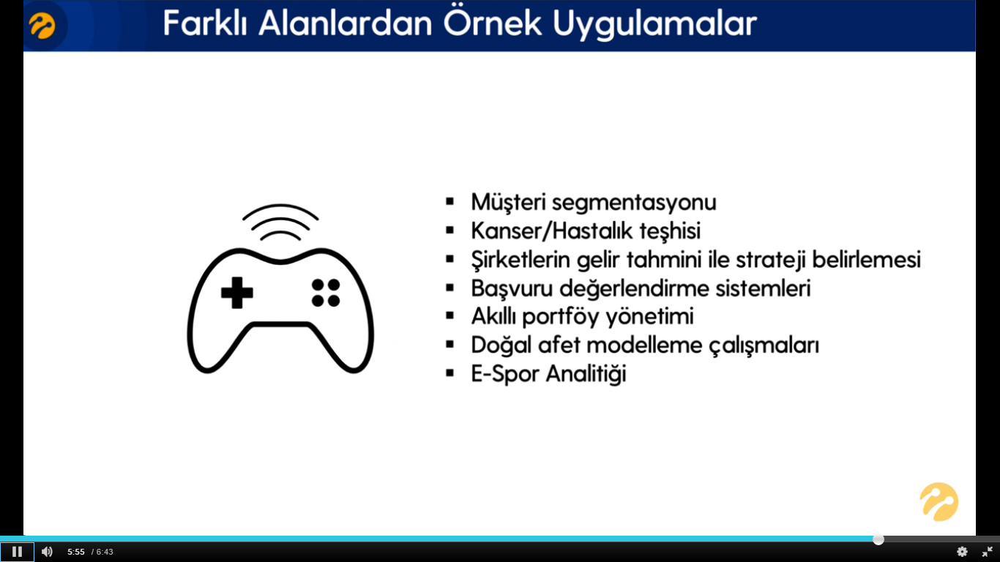 Farklı Alanlardan Örnek Uygulamalar
▪ Müşteri segmentasyonu
▪ Kanser/Hastalık teşhisi
▪ Şirketlerin gelir tahmini ile strateji belirlemesi
▪ Başvuru değerlendirme sistemleri
▪ Akıllı portföy yönetimi
▪ Doğal afet modelleme çalışmaları
▪ E-Spor Analitiği
5:55 / 6:43